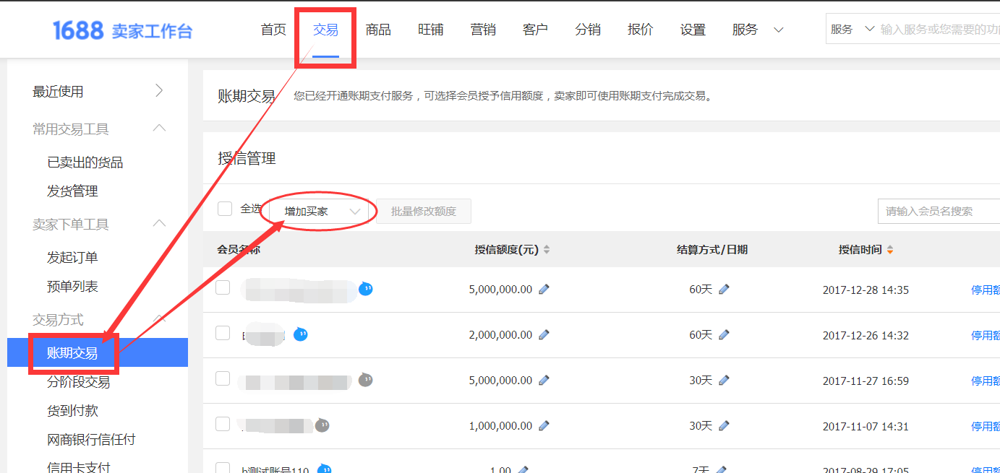 1688 卖家工作台 首页 交易 商品 旺铺 营销 客户 分销 报价 设置 服务 服务 输入服务或您需要的功
最近使用
常用交易工具
已卖出的货品
发货管理
卖家下单工具
发起订单
预单列表
交易方式
账期交易
分阶段交易
货到付款
网商银行信任付
信用卡支付
账期交易 您已经开通账期支付服务，可选择会员授予信用额度，卖家即可使用账期支付完成交易。
授信管理
全选 增加买家 批量修改额度 请输入会员名搜索
会员名称 授信额度(元) 结算方式/日期 授信时间
5,000,000.00 60天 2017-12-28 14:35 停用额
2,000,000.00 60天 2017-12-26 14:32 停用额
5,000,000.00 30天 2017-11-27 16:59 停用额
1,000,000.00 30天 2017-11-07 14:31 停用额
b测试账号110 1.00 7天 2017-08-29 17:05 停用额